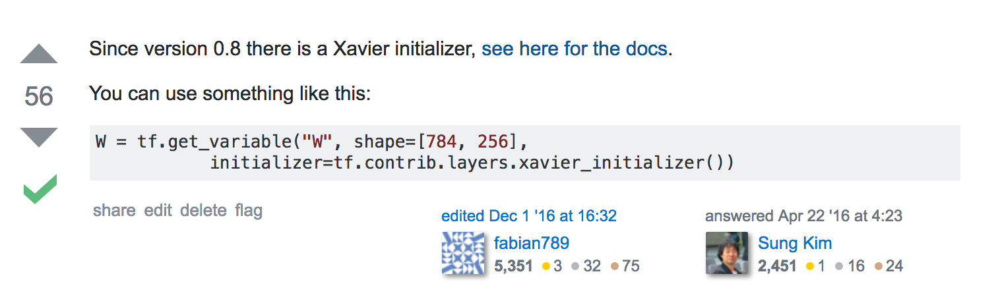 Since version 0.8 there is a Xavier initializer, see here for the docs.
56
You can use something like this:
W = tf.get_variable("W", shape=[784, 256],
initializer=tf.contrib.layers.xavier_initializer())
share edit delete flag
edited Dec 1 '16 at 16:32
fabian789
5,351 3 32 75
answered Apr 22 '16 at 4:23
Sung Kim
2,451 1 16 24